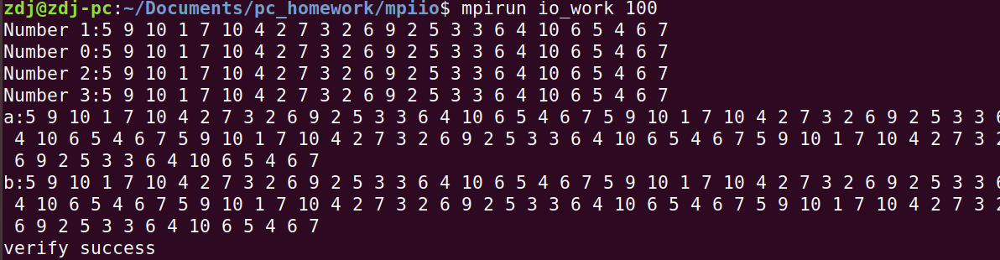 zdj@zdj-pc:~/Documents/pc_homework/mpiio$ mpirun io_work 100
Number 1:5 9 10 1 7 10 4 2 7 3 2 6 9 2 5 3 3 6 4 10 6 5 4 6 7
Number 0:5 9 10 1 7 10 4 2 7 3 2 6 9 2 5 3 3 6 4 10 6 5 4 6 7
Number 2:5 9 10 1 7 10 4 2 7 3 2 6 9 2 5 3 3 6 4 10 6 5 4 6 7
Number 3:5 9 10 1 7 10 4 2 7 3 2 6 9 2 5 3 3 6 4 10 6 5 4 6 7
a:5 9 10 1 7 10 4 2 7 3 2 6 9 2 5 3 3 6 4 10 6 5 4 6 7 5 9 10 1 7 10 4 2 7 3 2 6 9 2 5 3 3 6
4 10 6 5 4 6 7 5 9 10 1 7 10 4 2 7 3 2 6 9 2 5 3 3 6 4 10 6 5 4 6 7 5 9 10 1 7 10 4 2 7 3 2
6 9 2 5 3 3 6 4 10 6 5 4 6 7
b:5 9 10 1 7 10 4 2 7 3 2 6 9 2 5 3 3 6 4 10 6 5 4 6 7 5 9 10 1 7 10 4 2 7 3 2 6 9 2 5 3 3 6
4 10 6 5 4 6 7 5 9 10 1 7 10 4 2 7 3 2 6 9 2 5 3 3 6 4 10 6 5 4 6 7 5 9 10 1 7 10 4 2 7 3 2
6 9 2 5 3 3 6 4 10 6 5 4 6 7
verify success